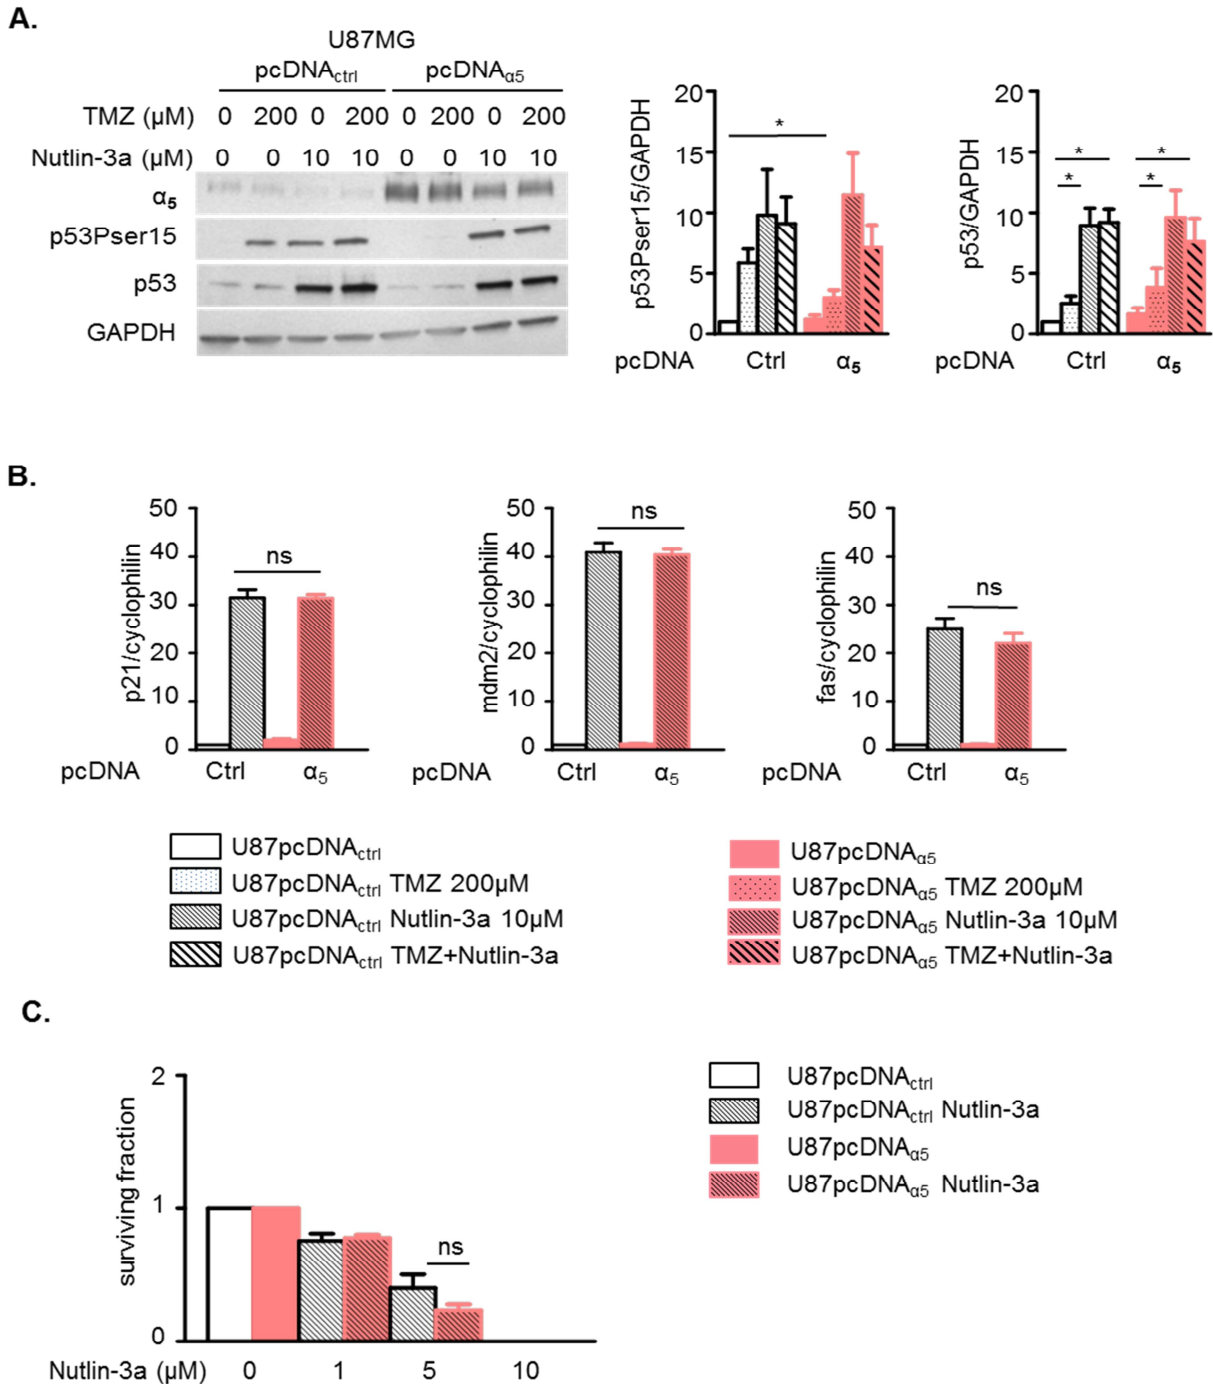 A.
U87MG
pcDNActrl pcDNAα5
TMZ (μM) 0 200 0 200 0 200 0 200
Nutlin-3a (μM) 0 0 10 10 0 0 10 10
α5
p53Pser15
p53
GAPDH
p53Pser15/GAPDH
20
15
10
5
0
*
pcDNA Ctrl α5
p53/GAPDH
20
15
10
5
0
* *
* *
pcDNA Ctrl α5
B.
p21/cyclophilin
50
40
30
20
10
0
ns
pcDNA Ctrl α5
mdm2/cyclophilin
50
40
30
20
10
0
ns
pcDNA Ctrl α5
fas/cyclophilin
50
40
30
20
10
0
ns
pcDNA Ctrl α5
U87pcDNActrl
U87pcDNActrl TMZ 200μM
U87pcDNActrl Nutlin-3a 10μM
U87pcDNActrl TMZ+Nutlin-3a
U87pcDNAα5
U87pcDNAα5 TMZ 200μM
U87pcDNAα5 Nutlin-3a 10μM
U87pcDNAα5 TMZ+Nutlin-3a
C.
surviving fraction
2
1
0
ns
Nutlin-3a (μM) 0 1 5 10
U87pcDNActrl
U87pcDNActrl Nutlin-3a
U87pcDNAα5
U87pcDNAα5 Nutlin-3a